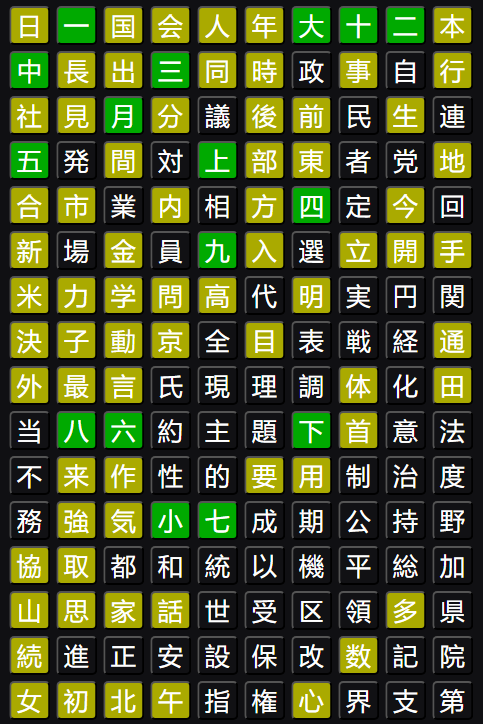 日一国会人年大十二本
中長出三同時政事自行
社見月分議後前民生連
五発間対上部東者党地
合市業内相方四定今回
新場金員九入選立開手
米力学問高代明実円関
決子動京全目表戦経通
外最言氏現理調体化田
当八六約主題下首意法
不来作性的要用制治度
務強気小七成期公持野
協取都和統以機平総加
山思家話世受区領多県
続進正安設保改数記院
女初北午指権心界支第